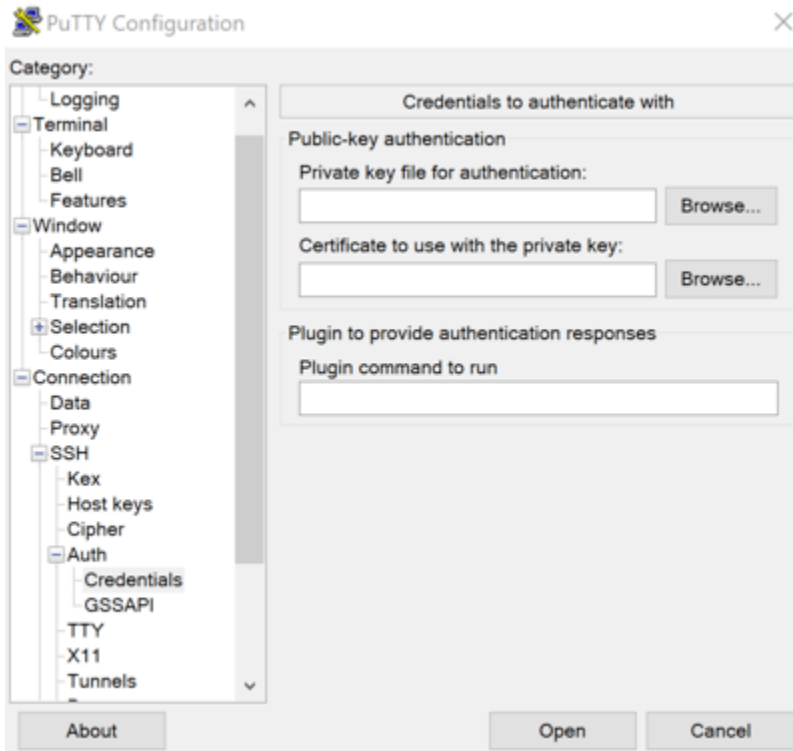 PuTTY Configuration
Category:
Logging
Terminal
Keyboard
Bell
Features
Window
Appearance
Behaviour
Translation
Selection
Colours
Connection
Data
Proxy
SSH
Kex
Host keys
Cipher
Auth
Credentials
GSSAPI
TTY
X11
Tunnels
Credentials to authenticate with
Public-key authentication
Private key file for authentication:
Browse...
Certificate to use with the private key:
Browse...
Plugin to provide authentication responses
Plugin command to run
About
Open
Cancel